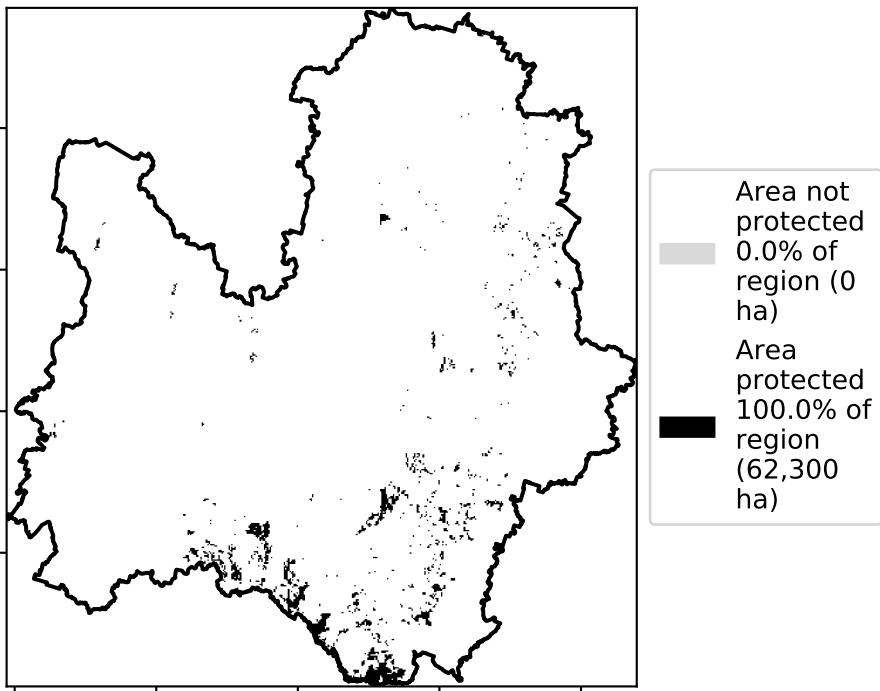 Area not
protected
0.0% of
region (0
ha)
Area
protected
100.0% of
region
(62,300
ha)